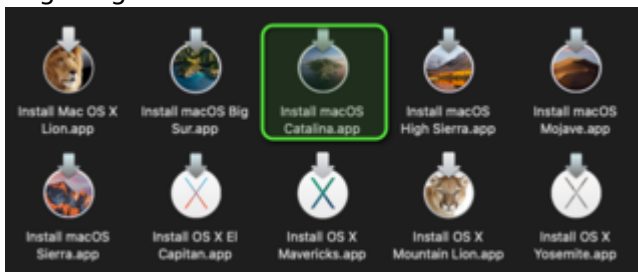 Install Mac OS X
Lion.app
Install macOS Big
Sur.app
Install macOS
Catalina.app
Install macOS
High Sierra.app
Install macOS
Mojave.app
Install macOS
Sierra.app
Install OS X El
Capitan.app
Install OS X
Mavericks.app
Install OS X
Mountain Lion.app
Install OS X
Yosemite.app